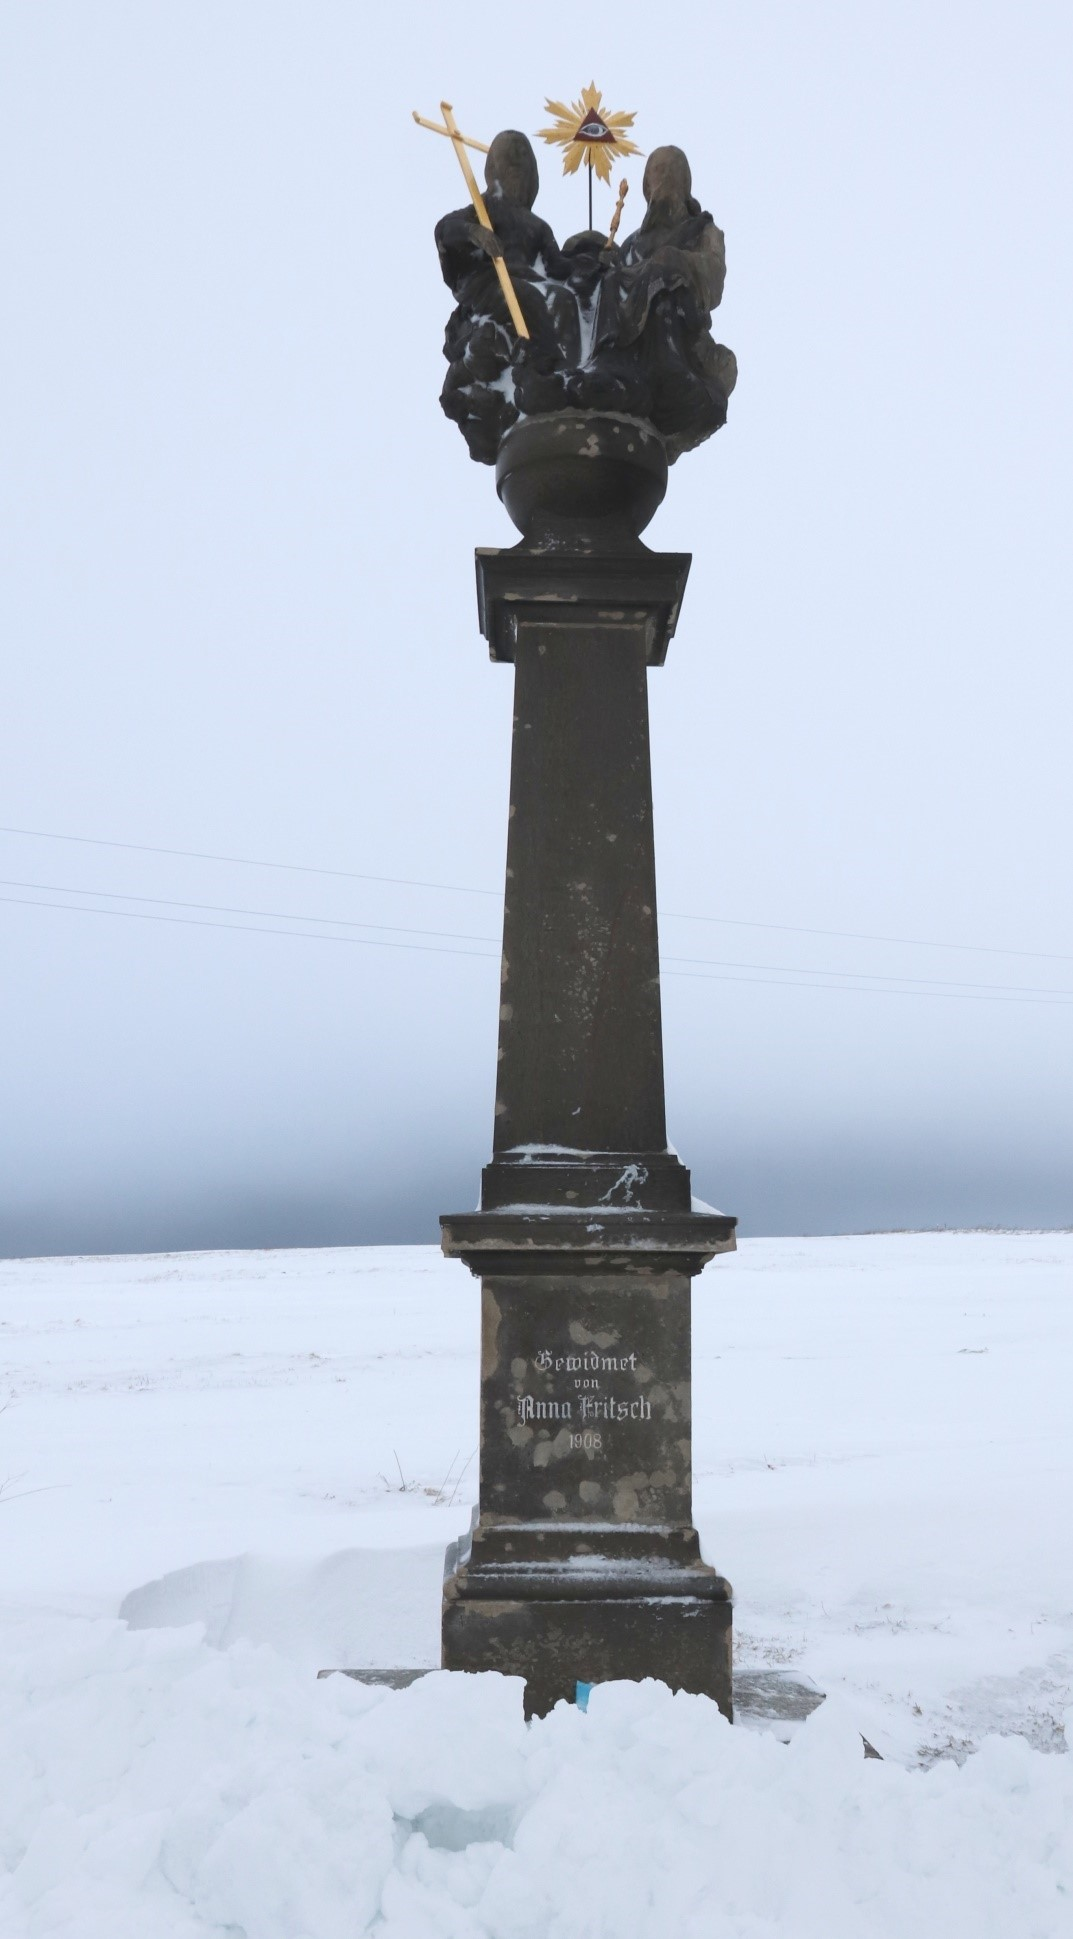 Gewidmet
von
Anna Fritsch
1908